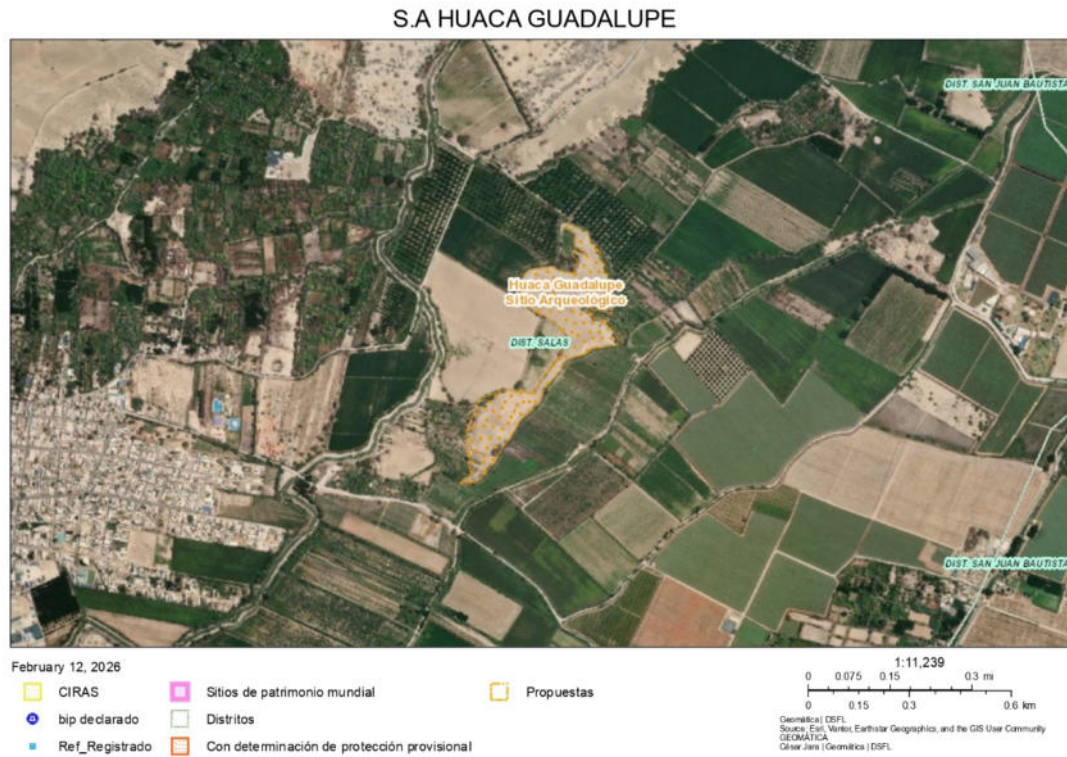 S.A HUACA GUADALUPE
DIST. SAN JUAN BAUTISTA
Huaca Guadalupe
Sitio Arqueológico
DIST. SALAS
DIST. SAN JUAN BAUTISTA
February 12, 2026
CIRAS
bip declarado
Ref_Registrado
Sitios de patrimonio mundial
Distritos
Con determinación de protección provisional
Propuestas
1:11,239
0 0.075 0.15 0.3 mi
0 0.15 0.3 0.6 km
Geomática | DSFL
Source: Esri, Vantor, Earthstar Geographics, and the GIS User Community
GEOMÁTICA
César Jara | Geomática | DSFL